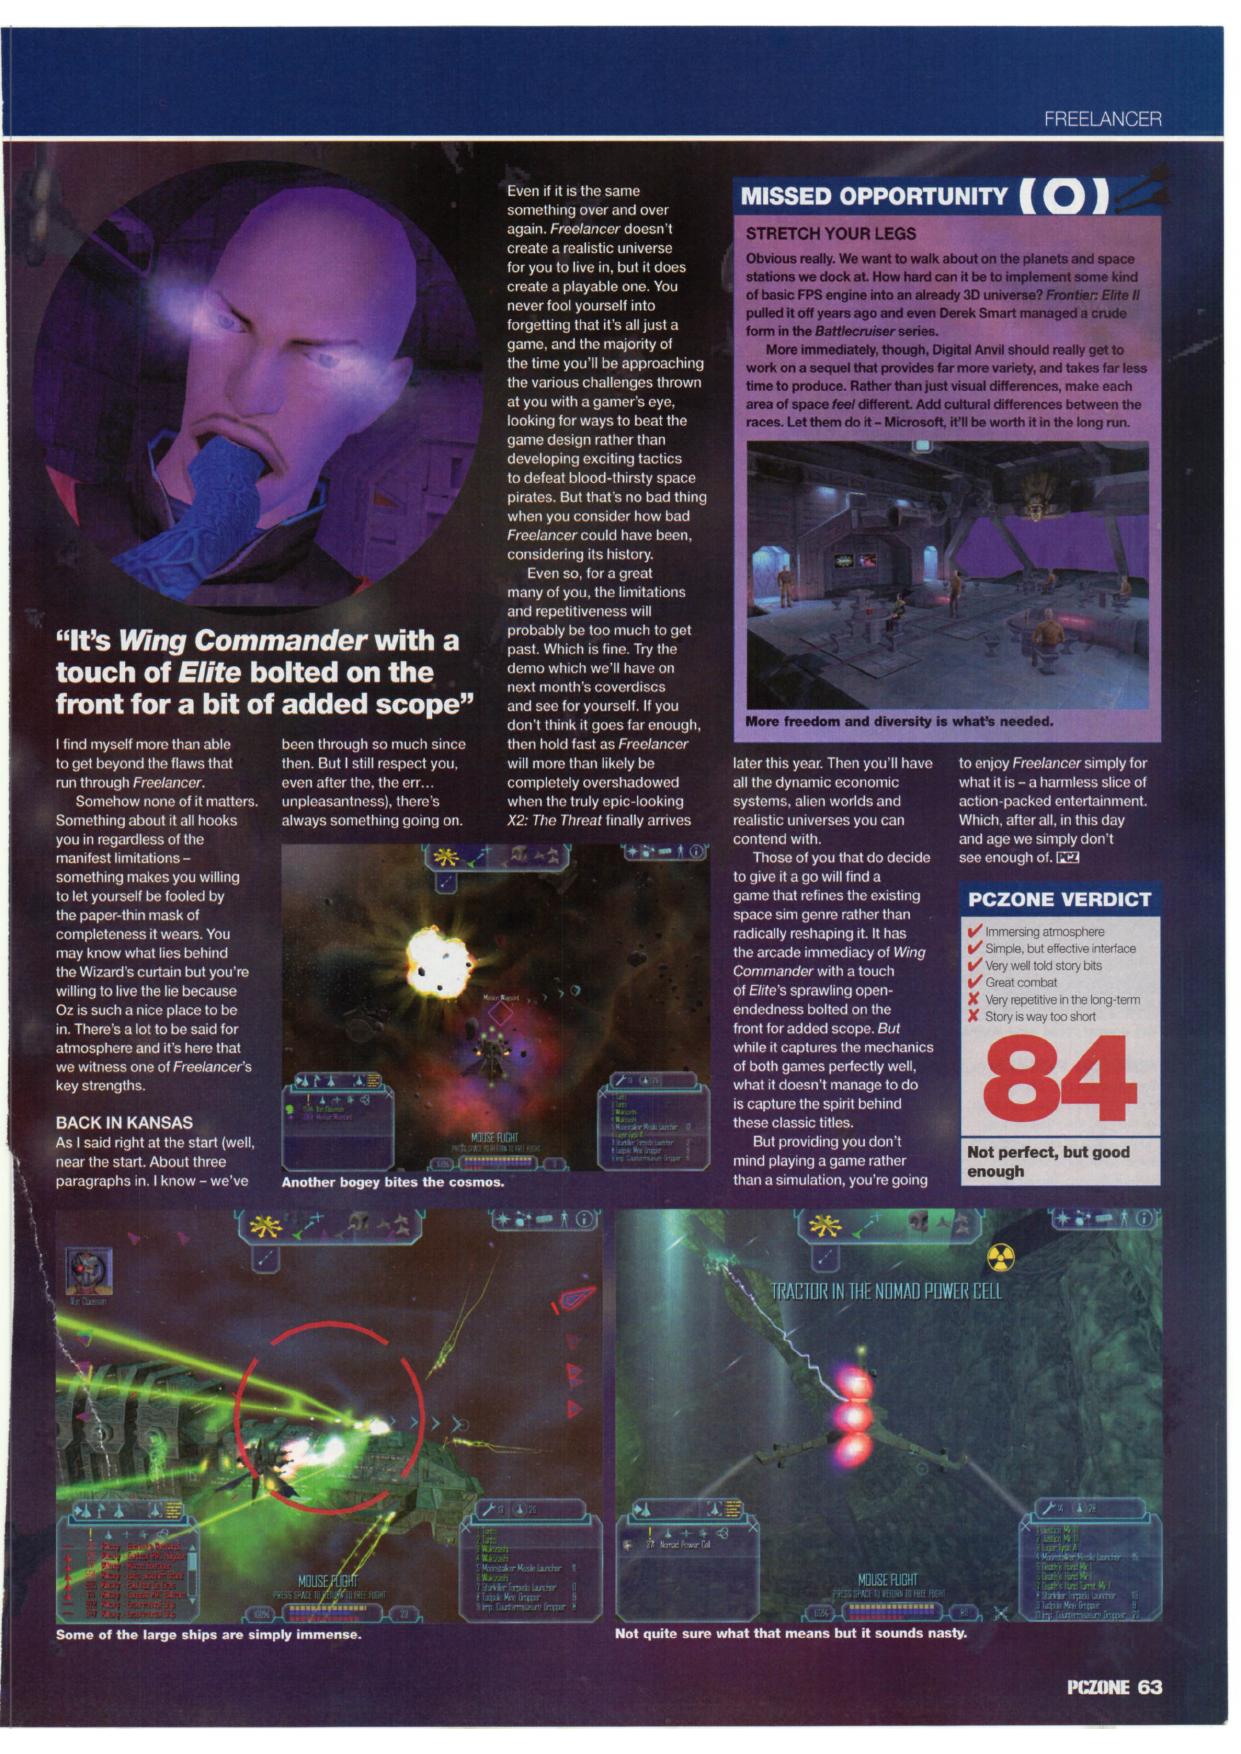 FREELANCER
"It's Wing Commander with a
touch of Elite bolted on the
front for a bit of added scope"
I find myself more than able
to get beyond the flaws that
run through Freelancer.
Somehow none of it matters.
Something about it all hooks
you in regardless of the
manifest limitations –
something makes you willing
to let yourself be fooled by
the paper-thin mask of
completeness it wears. You
may know what lies behind
the Wizard's curtain but you're
willing to live the lie because
Oz is such a nice place to be
in. There's a lot to be said for
atmosphere and it's here that
we witness one of Freelancer's
key strengths.
BACK IN KANSAS
As I said right at the start (well,
near the start. About three
paragraphs in. I know – we've
been through so much since
then. But I still respect you,
even after the, the err...
unpleasantness), there's
always something going on.
Even if it is the same
something over and over
again. Freelancer doesn't
create a realistic universe
for you to live in, but it does
create a playable one. You
never fool yourself into
forgetting that it's all just a
game, and the majority of
the time you'll be approaching
the various challenges thrown
at you with a gamer's eye,
looking for ways to beat the
game design rather than
developing exciting tactics
to defeat blood-thirsty space
pirates. But that's no bad thing
when you consider how bad
Freelancer could have been,
considering its history.
Even so, for a great
many of you, the limitations
and repetitiveness will
probably be too much to get
past. Which is fine. Try the
demo which we'll have on
next month's coverdiscs
and see for yourself. If you
don't think it goes far enough,
then hold fast as Freelancer
will more than likely be
completely overshadowed
when the truly epic-looking
X2: The Threat finally arrives
later this year. Then you'll have
all the dynamic economic
systems, alien worlds and
realistic universes you can
contend with.
Those of you that do decide
to give it a go will find a
game that refines the existing
space sim genre rather than
radically reshaping it. It has
the arcade immediacy of Wing
Commander with a touch
of Elite's sprawling open-
endedness bolted on the
front for added scope. But
while it captures the mechanics
of both games perfectly well,
what it doesn't manage to do
is capture the spirit behind
these classic titles.
But providing you don't
mind playing a game rather
than a simulation, you're going
to enjoy Freelancer simply for
what it is – a harmless slice of
action-packed entertainment.
Which, after all, in this day
and age we simply don't
see enough of. PCZ
MISSED OPPORTUNITY
STRETCH YOUR LEGS
Obvious really. We want to walk about on the planets and space
stations we dock at. How hard can it be to implement some kind
of basic FPS engine into an already 3D universe? Frontier: Elite II
pulled it off years ago and even Derek Smart managed a crude
form in the Battlecruiser series.
More immediately, though, Digital Anvil should really get to
work on a sequel that provides far more variety, and takes far less
time to produce. Rather than just visual differences, make each
area of space feel different. Add cultural differences between the
races. Let them do it – Microsoft, it'll be worth it in the long run.
More freedom and diversity is what's needed.
PCZONE VERDICT
Immersing atmosphere
Simple, but effective interface
Very well told story bits
Great combat
Very repetitive in the long-term
Story is way too short
84
Not perfect, but good
enough
Mission Waypoint
MOUSE FLIGHT
PRESS SPACE TO RETURN TO FREE FLIGHT
Another bogey bites the cosmos.
MOUSE FLIGHT
PRESS SPACE TO RETURN TO FREE FLIGHT
Some of the large ships are simply immense.
TRACTOR IN THE NOMAD POWER CELL
Nomad Power Cell
MOUSE FLIGHT
PRESS SPACE TO RETURN TO FREE FLIGHT
Not quite sure what that means but it sounds nasty.
PCZONE 63